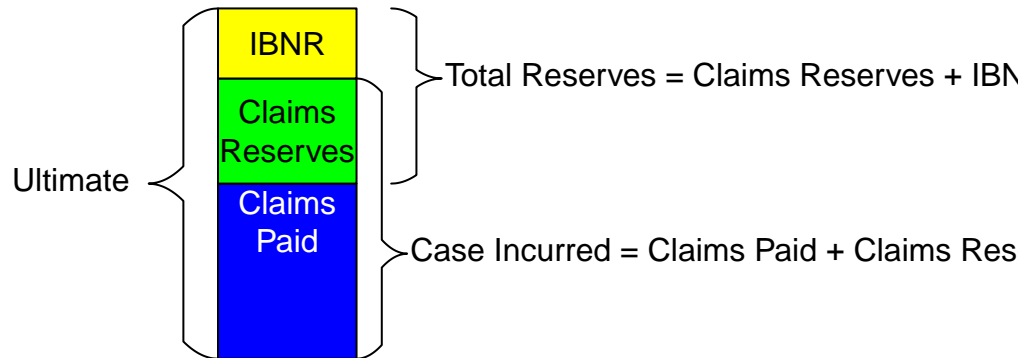 IBNR
Total Reserves = Claims Reserves + IBN
Claims
Reserves
Ultimate
Claims
Paid
Case Incurred = Claims Paid + Claims Res